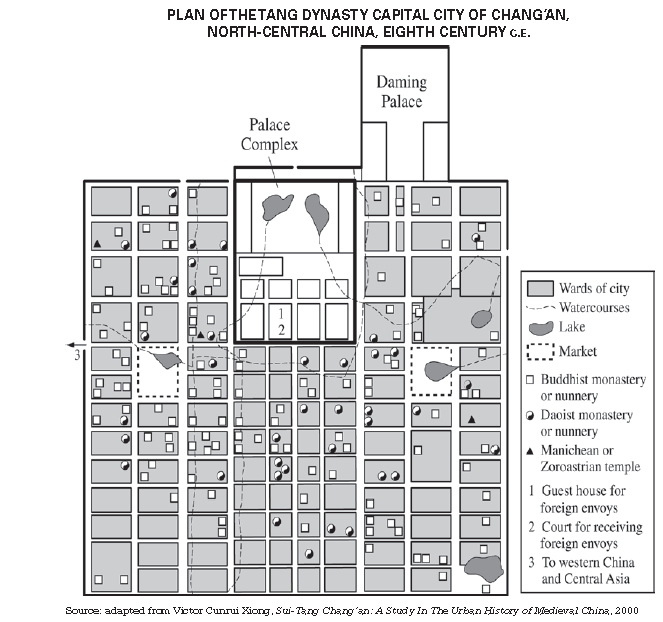 PLAN OFTHETANG DYNASTY CAPITAL CITY OF CHANG'AN,
NORTH-CENTRAL CHINA, EIGHTH CENTURY C.E.
Daming
Palace
Palace
Complex
1
2
3
Wards of city
Watercourses
Lake
Market
Buddhist monastery
or nunnery
Daoist monastery
or nunnery
Manichean or
Zoroastrian temple
1 Guest house for
foreign envoys
2 Court for receiving
foreign envoys
3 To western China
and Central Asia
Source: adapted from Victor Cunrui Xiong, Sui-Tang Chang'an: A Study In The Urban History of Medieval China, 2000